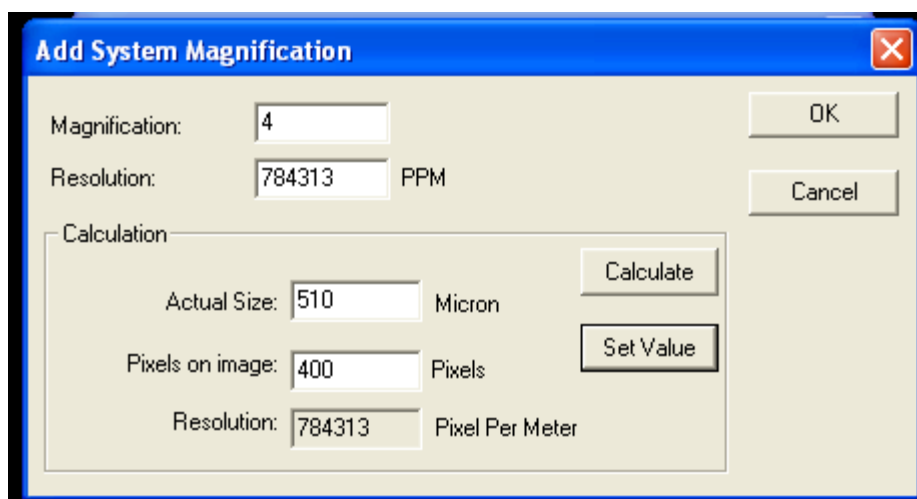 Add System Magnification
Magnification: 4
OK
Resolution: 784313 PPM
Cancel
Calculation
Calculate
Actual Size: 510 Micron
Set Value
Pixels on image: 400 Pixels
Resolution: 784313 Pixel Per Meter